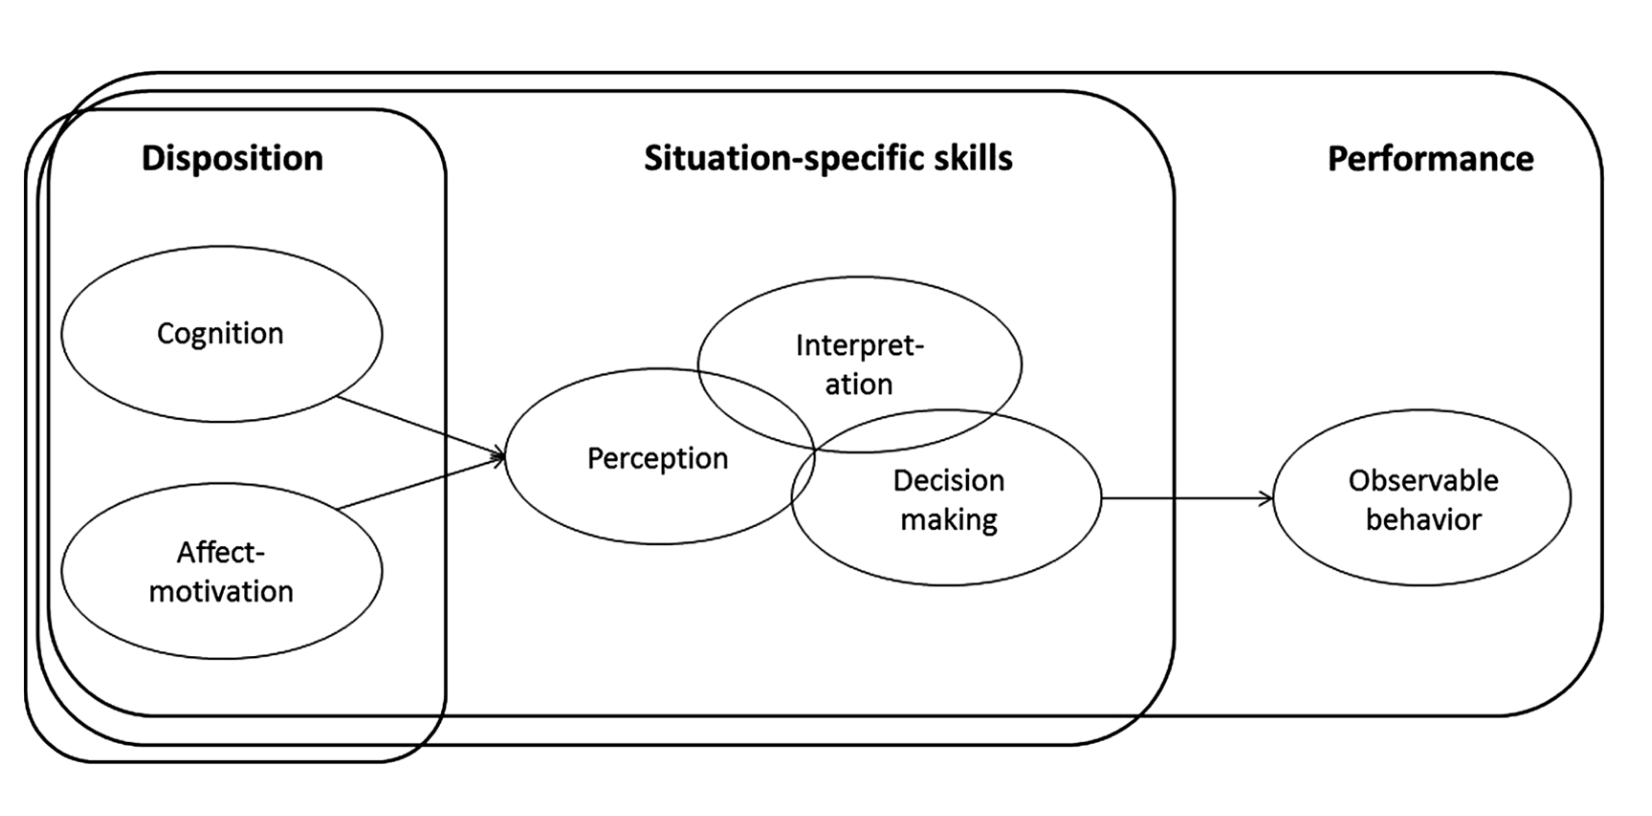 Disposition
Situation-specific skills
Performance
Cognition
Affect-
motivation
Perception
Interpret-
ation
Decision
making
Observable
behavior